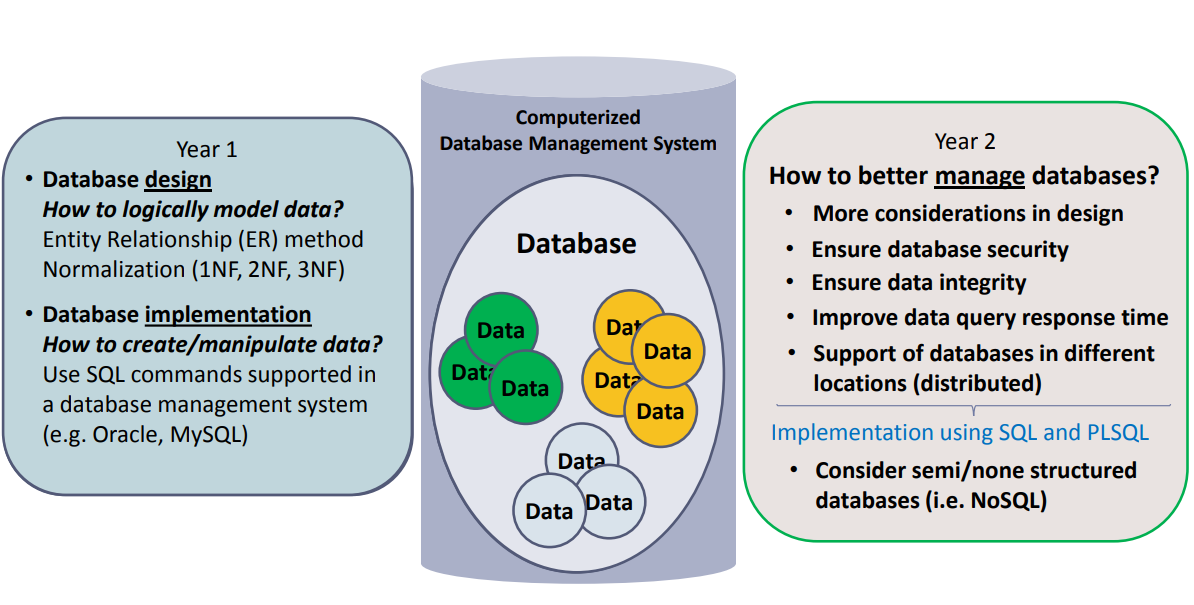 Year 1
• Database design
How to logically model data?
Entity Relationship (ER) method
Normalization (1NF, 2NF, 3NF)
• Database implementation
How to create/manipulate data?
Use SQL commands supported in
a database management system
(e.g. Oracle, MySQL)
Computerized
Database Management System
Database
Data
Data
Data
Data
Data
Data
Data
Data
Data
Data
Year 2
How to better manage databases?
• More considerations in design
• Ensure database security
• Ensure data integrity
• Improve data query response time
• Support of databases in different
locations (distributed)
Implementation using SQL and PLSQL
• Consider semi/none structured
databases (i.e. NoSQL)